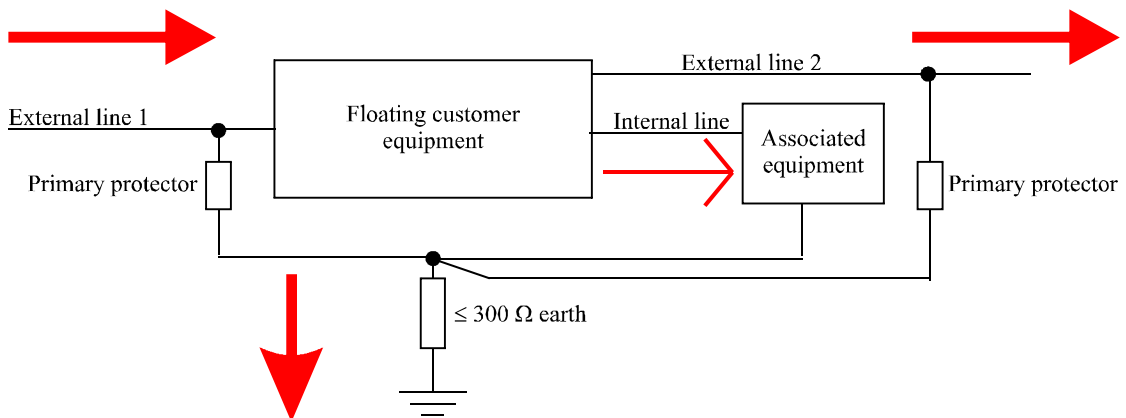 External line 2
External line 1
Floating customer
equipment
Internal line
Associated
equipment
Primary protector
Primary protector
≤ 300 Ω earth